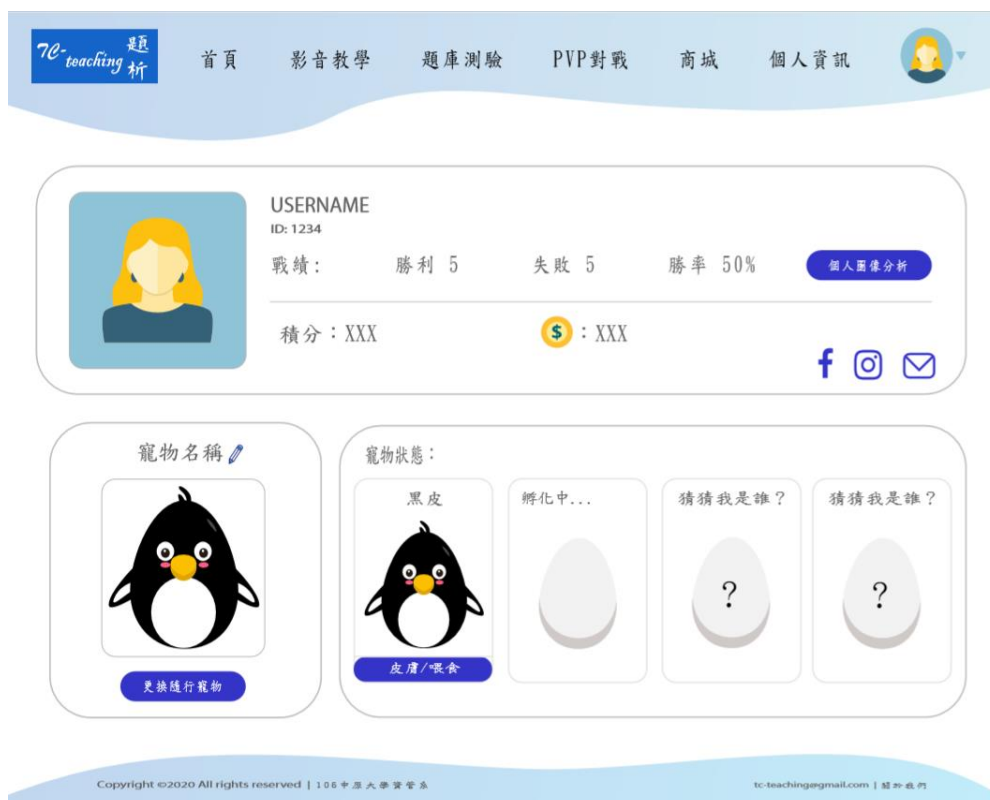 7C-teaching 題析
首頁 影音教學 題庫測驗 PVP對戰 商城 個人資訊
USERNAME
ID: 1234
戰績: 勝利 5 失敗 5 勝率 50% 個人圖像分析
積分:XXX $ :XXX
寵物名稱
更換隨行寵物
寵物狀態:
黑皮 孵化中... 猜猜我是誰? 猜猜我是誰?
? ?
皮膚/喂食
Copyright ©2020 All rights reserved | 106中原大學資管系 tc-teaching@gmail.com | 關於我們